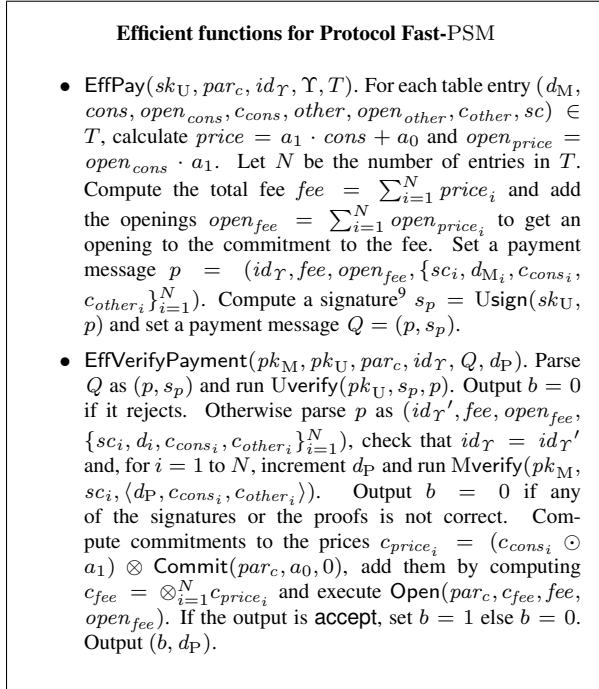 Efficient functions for Protocol Fast-PSM
• EffPay(sk_U, par_c, id_ϒ, ϒ, T). For each table entry (d_M,
cons, open_cons, c_cons, other, open_other, c_other, sc) ∈
T, calculate price = a_1 · cons + a_0 and open_price =
open_cons · a_1. Let N be the number of entries in T.
Compute the total fee fee = ∑_{i=1}^N price_i and add
the openings open_fee = ∑_{i=1}^N open_{price_i} to get an
opening to the commitment to the fee. Set a payment
message p = (id_ϒ, fee, open_fee, {sc_i, d_{M_i}, c_{cons_i},
c_{other_i}}_{i=1}^N). Compute a signature⁹ s_p = Usign(sk_U,
p) and set a payment message Q = (p, s_p).
• EffVerifyPayment(pk_M, pk_U, par_c, id_ϒ, Q, d_P). Parse
Q as (p, s_p) and run Uverify(pk_U, s_p, p). Output b = 0
if it rejects. Otherwise parse p as (id_ϒ′, fee, open_fee,
{sc_i, d_i, c_{cons_i}, c_{other_i}}_{i=1}^N), check that id_ϒ = id_ϒ′
and, for i = 1 to N, increment d_P and run Mverify(pk_M,
sc_i, ⟨d_P, c_{cons_i}, c_{other_i}⟩). Output b = 0 if any
of the signatures or the proofs is not correct. Com-
pute commitments to the prices c_{price_i} = (c_{cons_i} ⊙
a_1) ⊗ Commit(par_c, a_0, 0), add them by computing
c_fee = ⊗_{i=1}^N c_{price_i} and execute Open(par_c, c_fee, fee,
open_fee). If the output is accept, set b = 1 else b = 0.
Output (b, d_P).